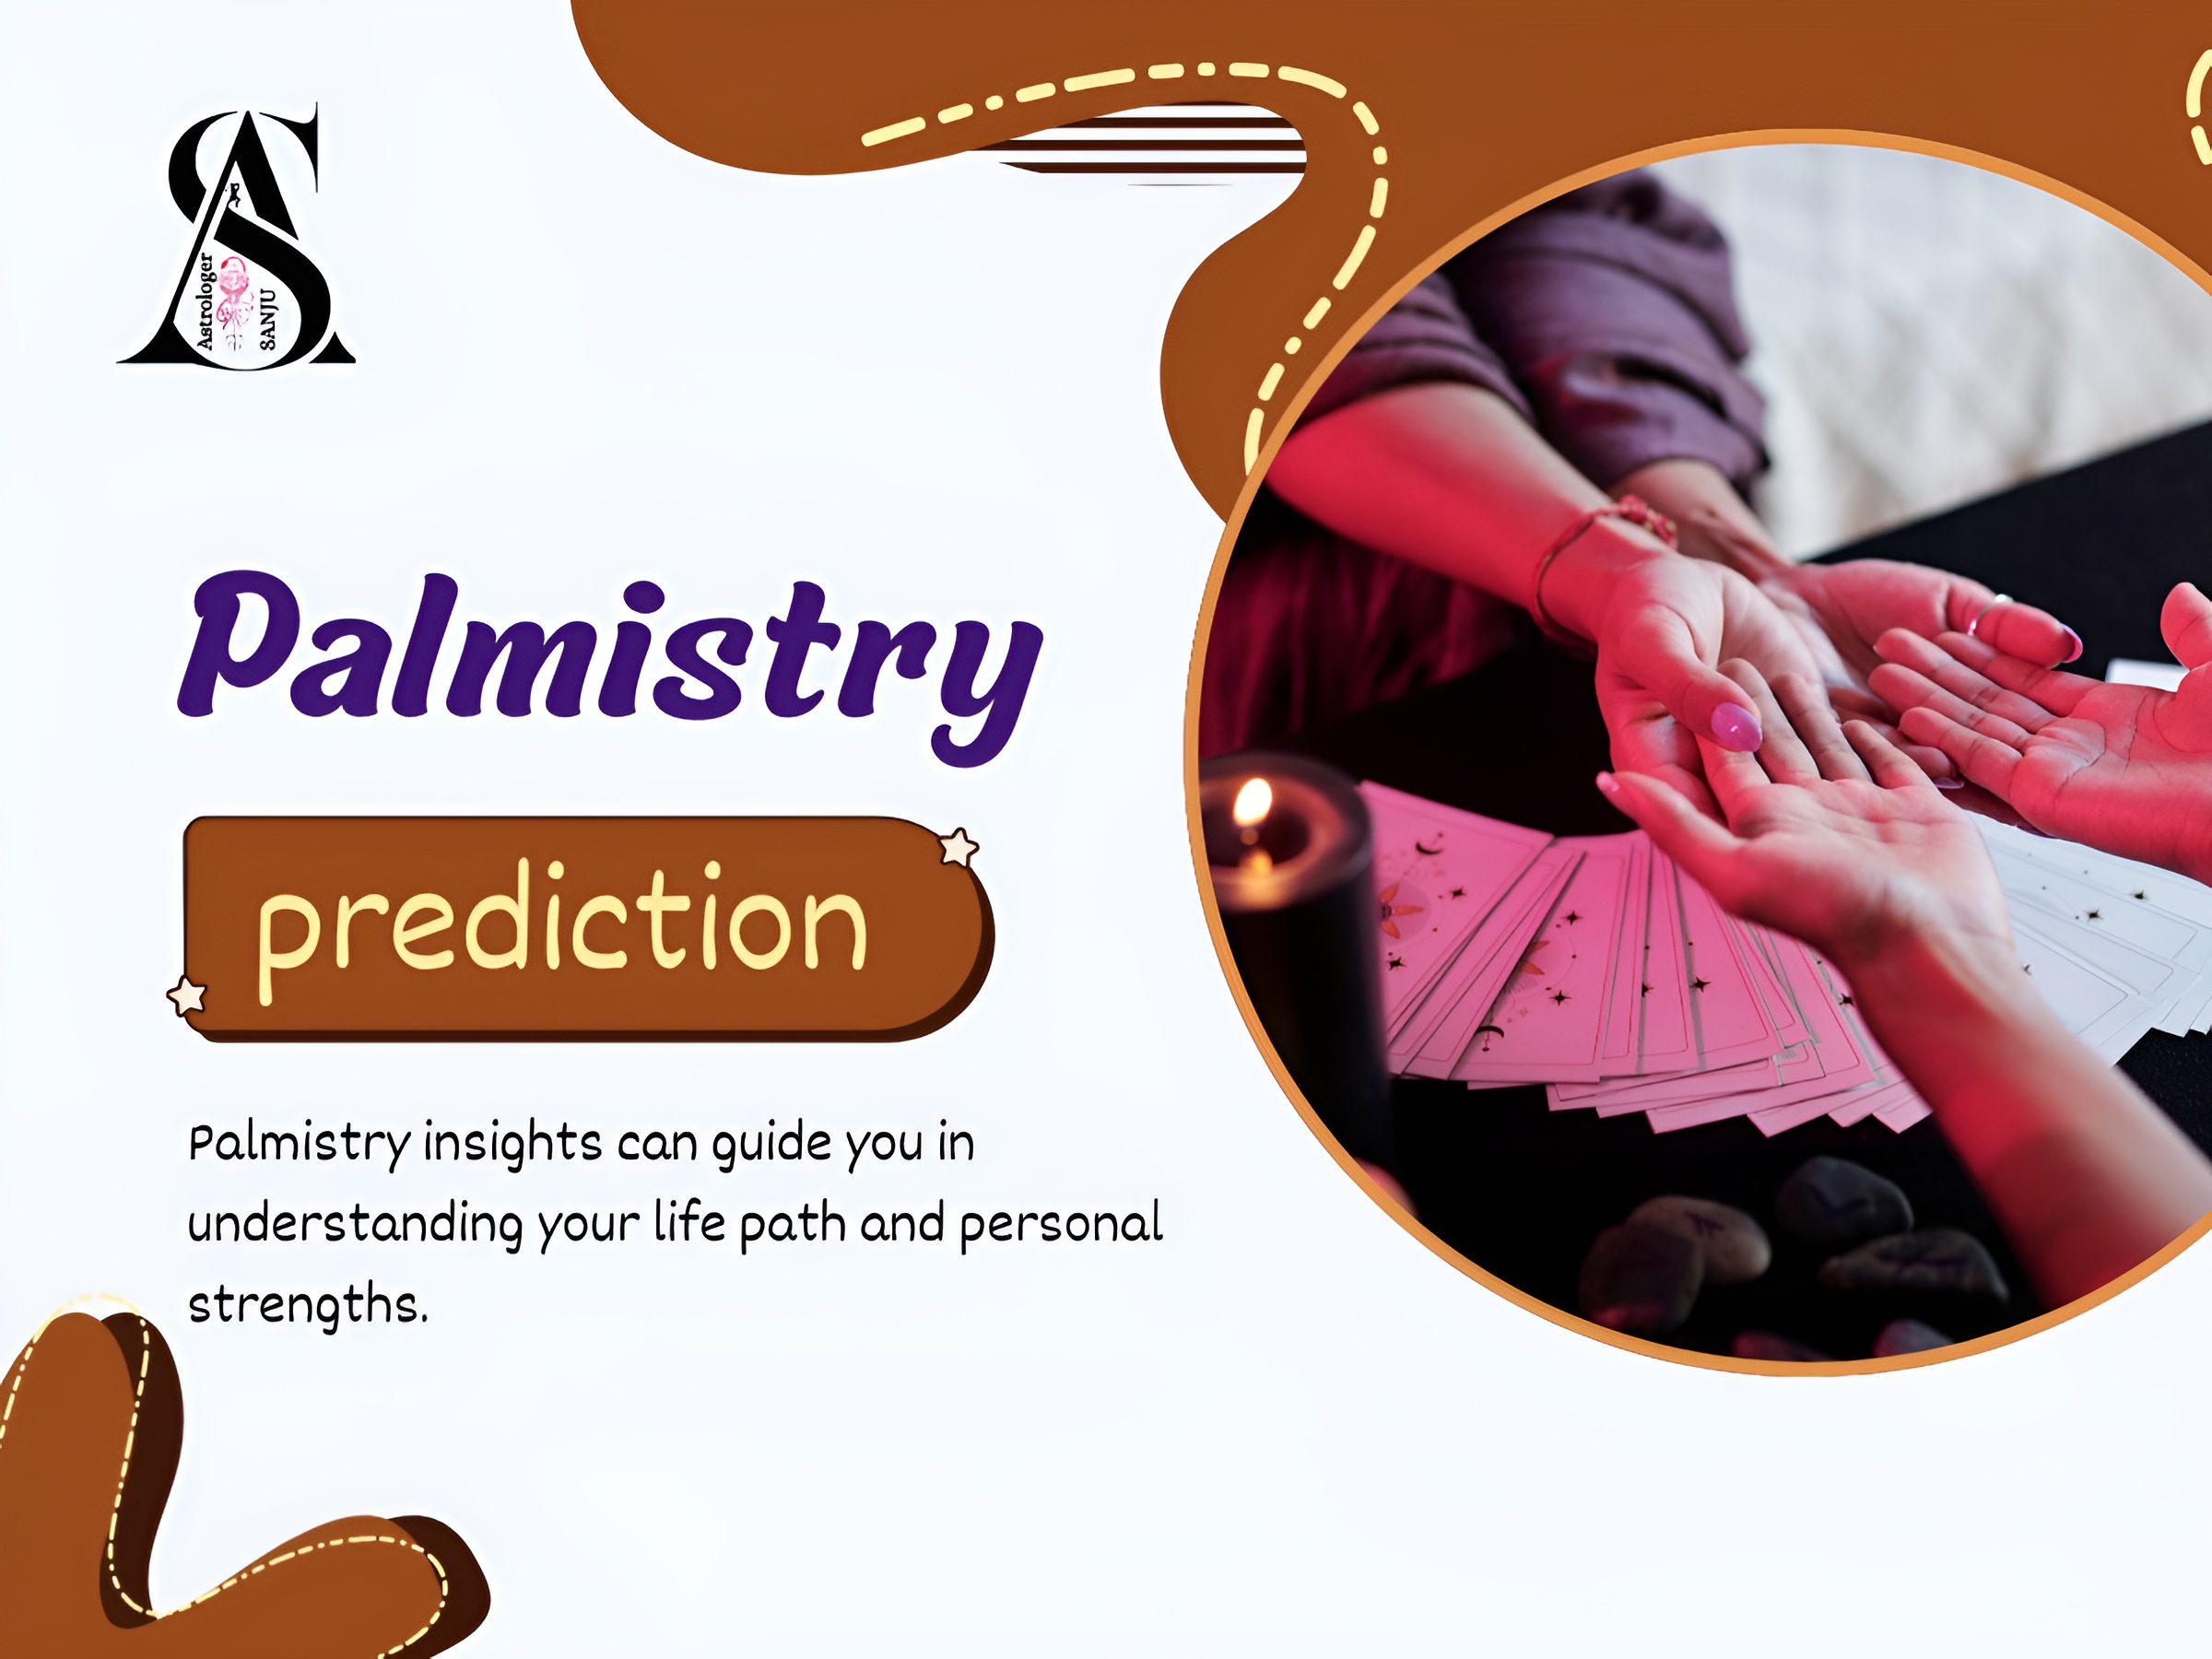 Astrologer
SANJU
Palmistry
prediction
Palmistry insights can guide you in
understanding your life path and personal
strengths.